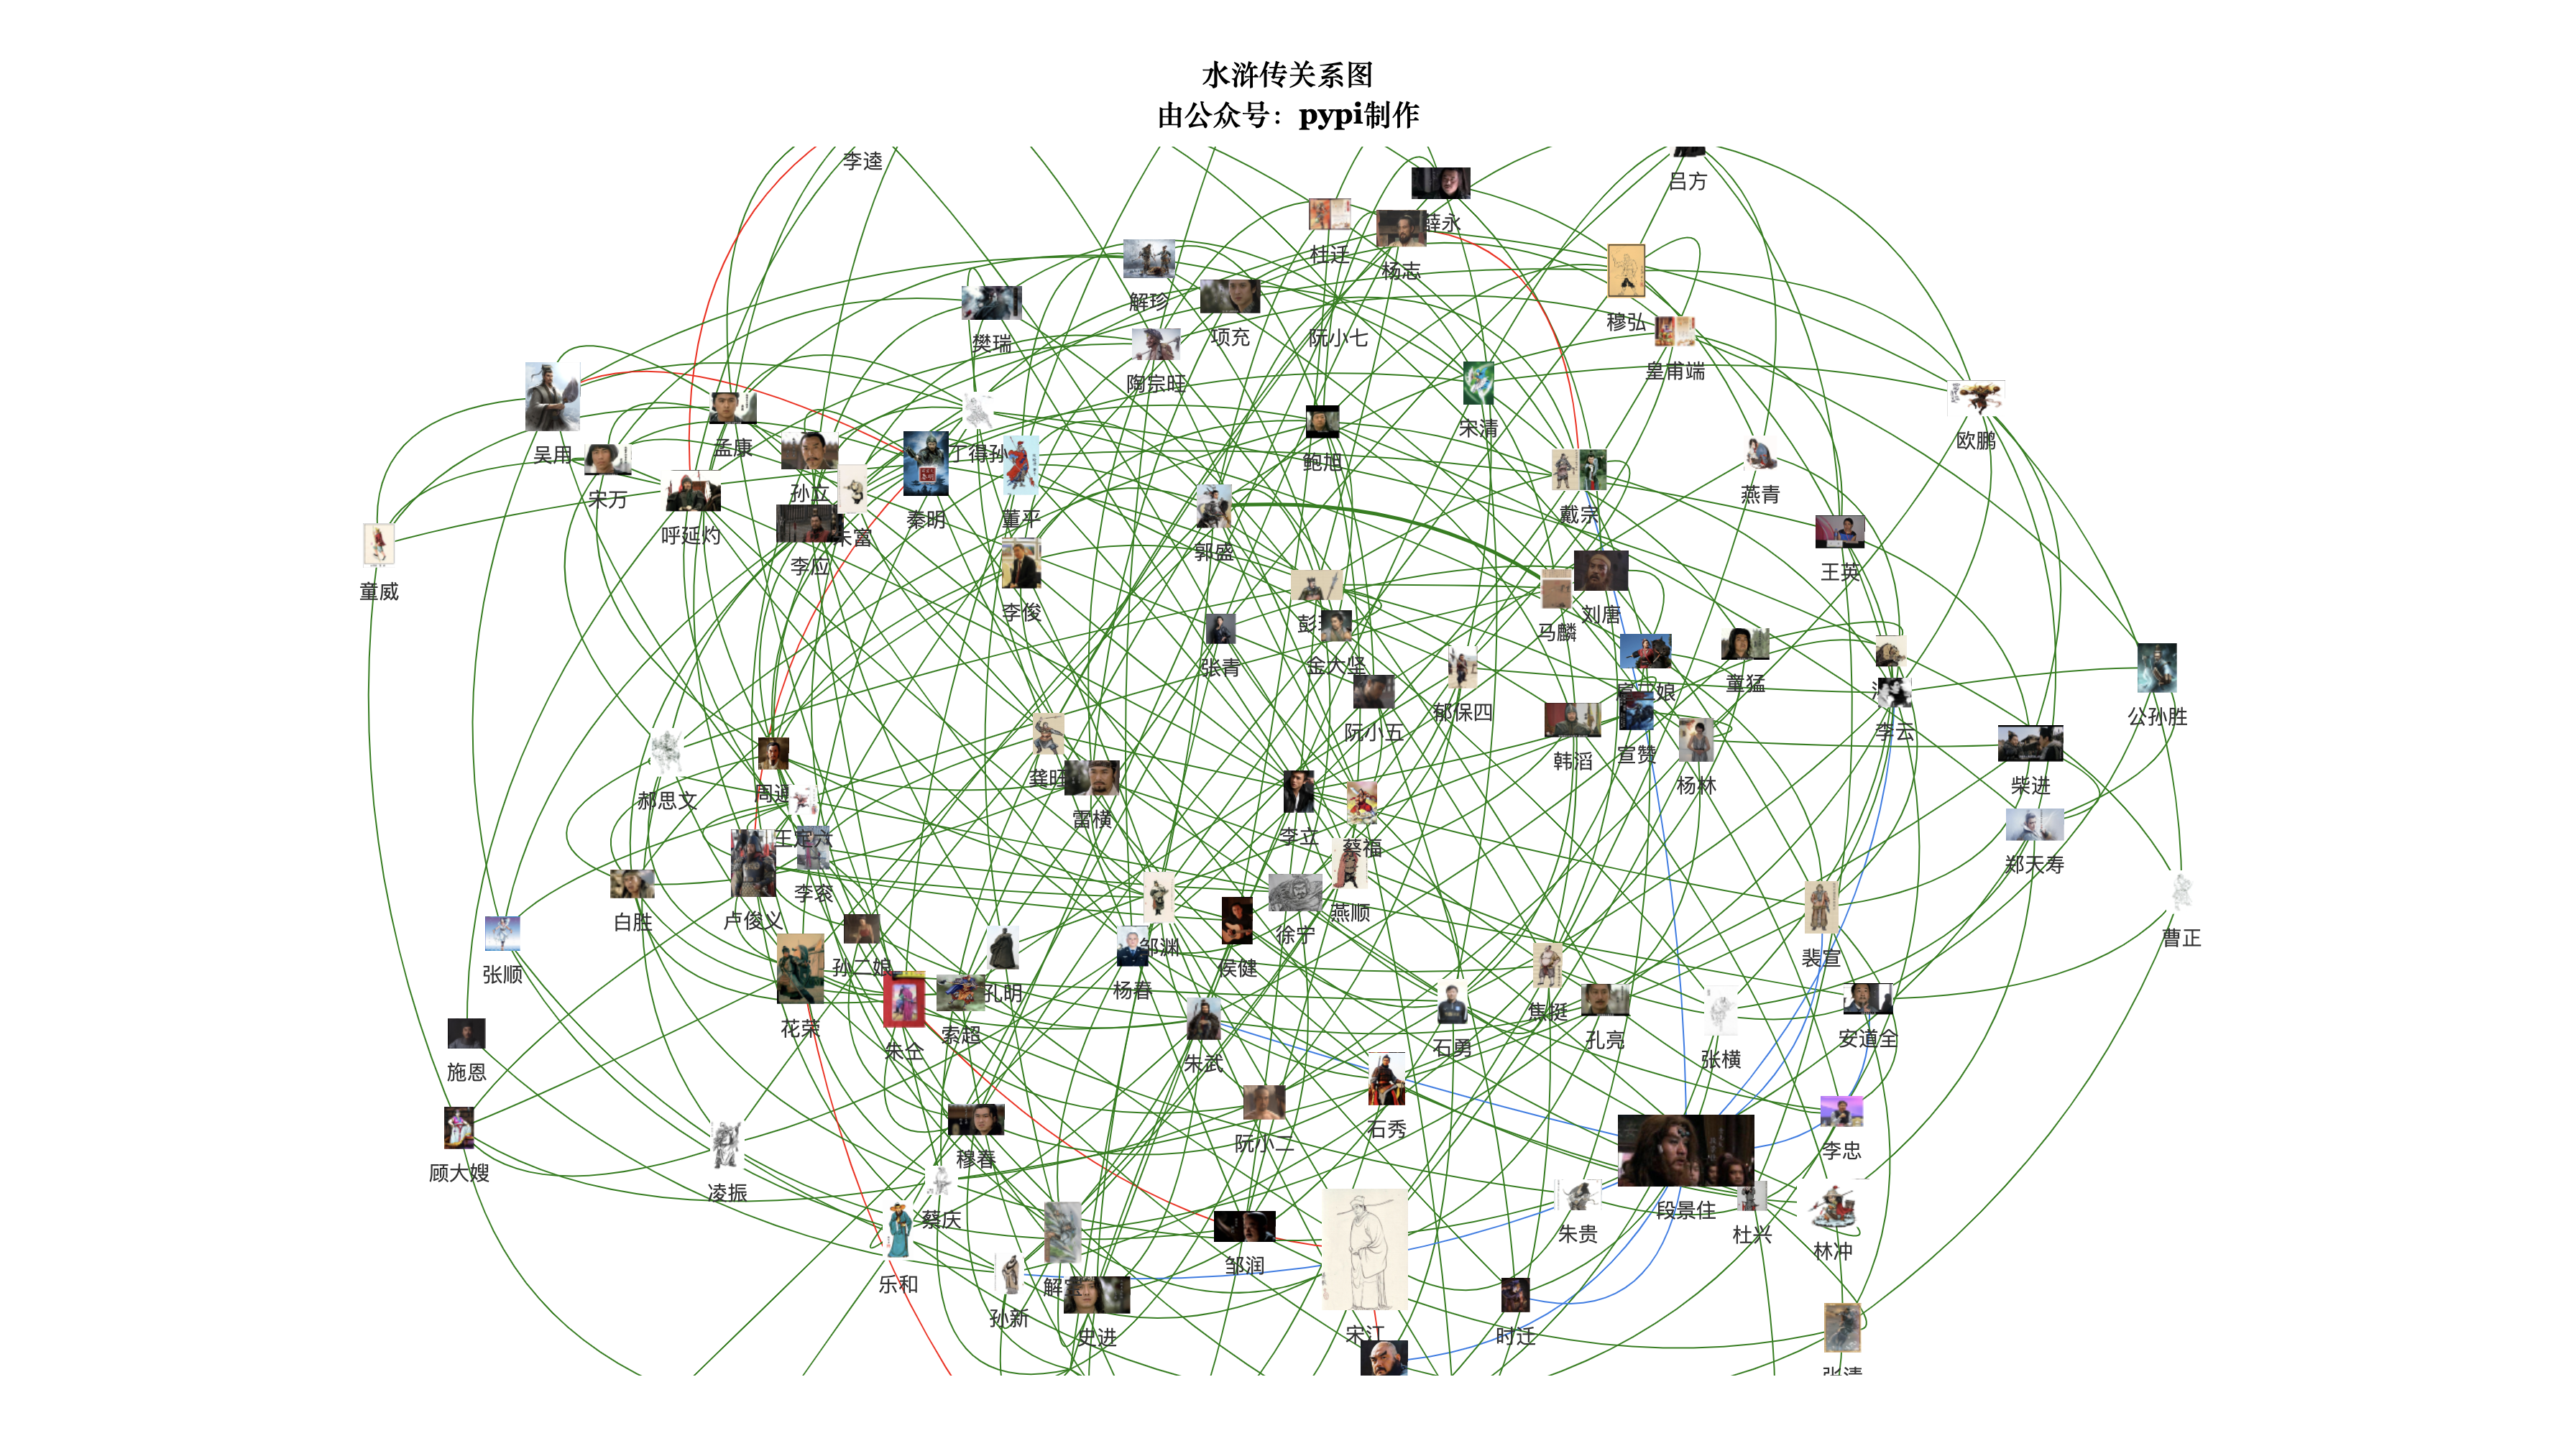 水浒传关系图
由公众号：pypi制作
李逵
吕方
薛永
杜迁
杨志
解珍
穆弘
项充
阮小七
樊瑞
皇甫端
陶宗旺
宋清
欧鹏
孟康
吴用
丁得孙
鲍旭
孙立
燕青
宋万
戴宗
秦明
董平
呼延灼
朱富
郭盛
李应
王英
童威
李俊
刘唐
彭
马麟
张青
金大坚
童猛
郁保四
公孙胜
阮小五
李云
宣赞
韩滔
龚旺
杨林
柴进
周通
郝思文
雷横
李立
王定六
蔡福
郑天寿
李衮
燕顺
卢俊义
白胜
徐宁
曹正
邹渊
裴宣
孙二娘
侯健
张顺
杨春
孔明
焦挺
花荣
索超
安道全
孔亮
石勇
朱仝
张横
朱武
施恩
石秀
阮小二
李忠
穆春
顾大嫂
凌振
段景住
蔡庆
朱贵
杜兴
林冲
邹润
乐和
解
孙新
宋江
时迁
史进
张清